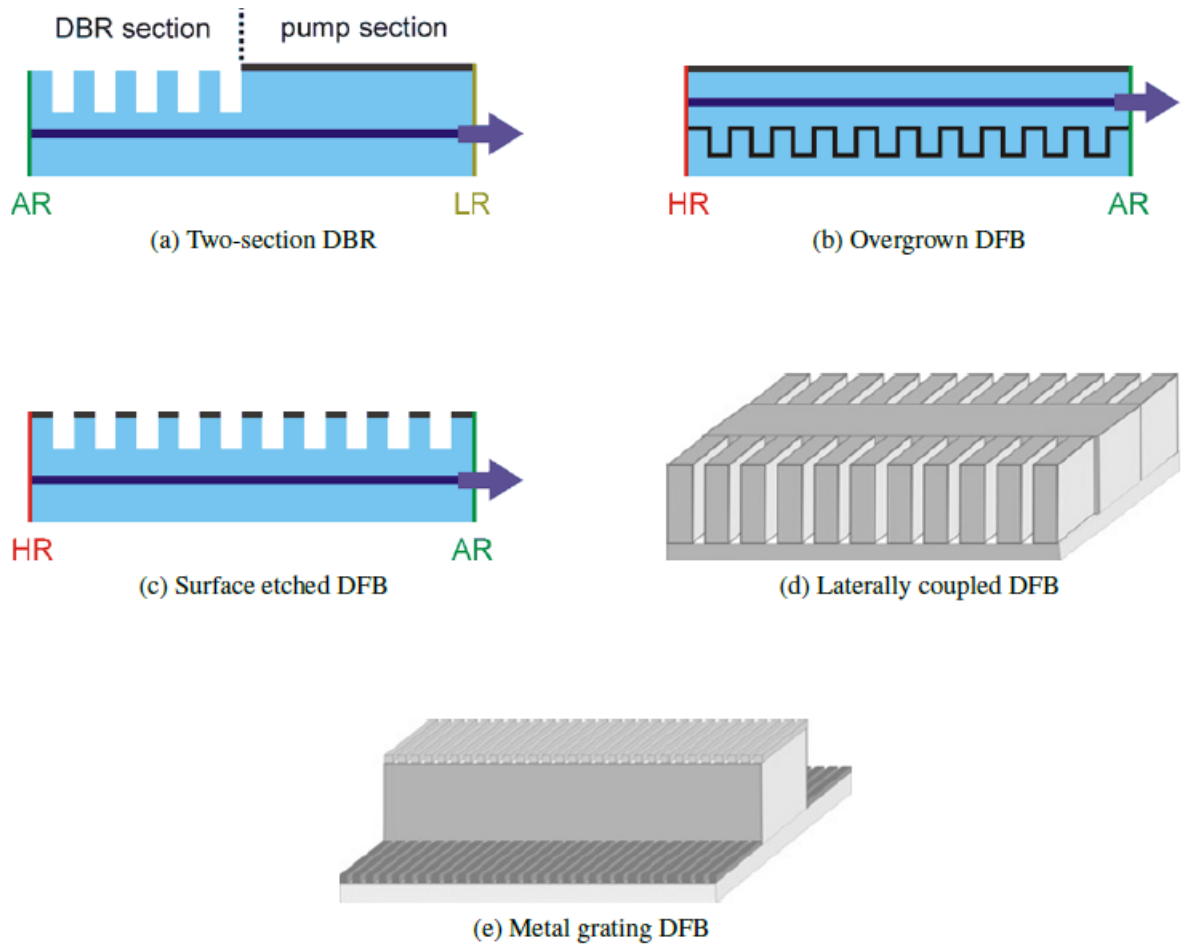 DBR section pump section
AR LR
(a) Two-section DBR
HR AR
(b) Overgrown DFB
HR AR
(c) Surface etched DFB
(d) Laterally coupled DFB
(e) Metal grating DFB